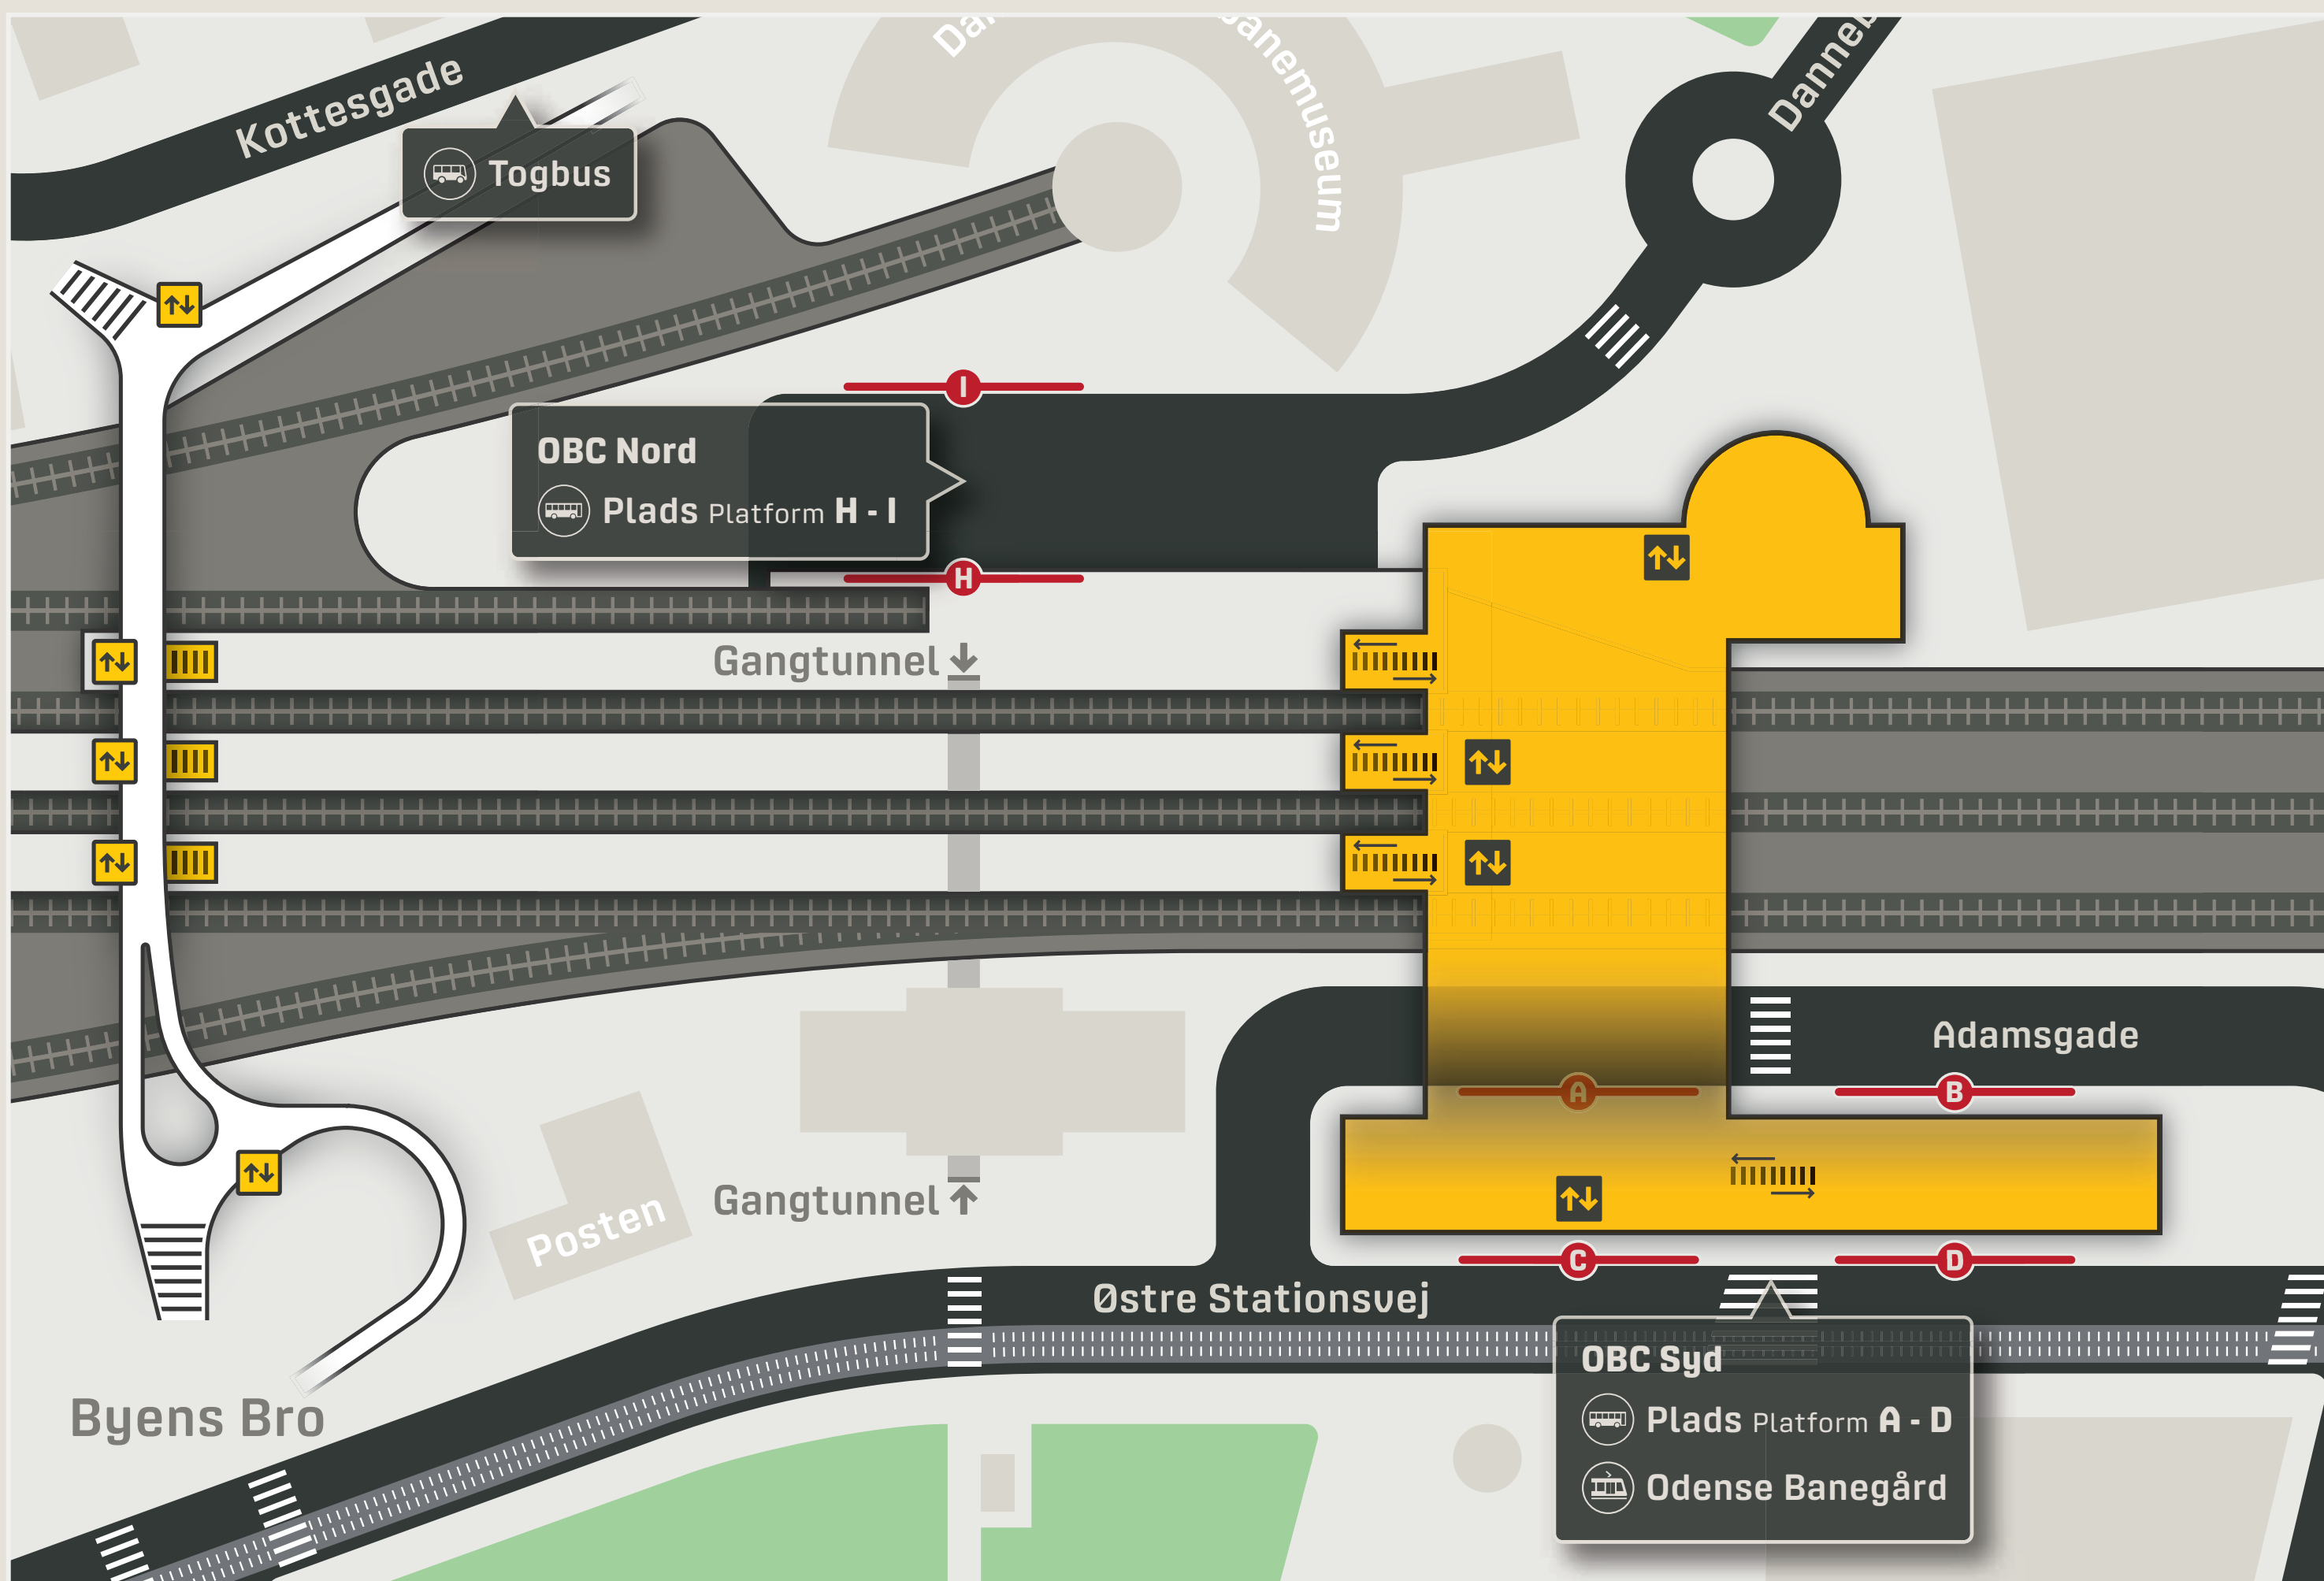 Kottesgade
Togbus
banemuseum
I
OBC Nord
Plads Platform H - I
H
Gangtunnel
Adamsgade
A
B
Posten
Gangtunnel
C
D
Østre Stationsvej
OBC Syd
Plads Platform A - D
Odense Banegård
Byens Bro